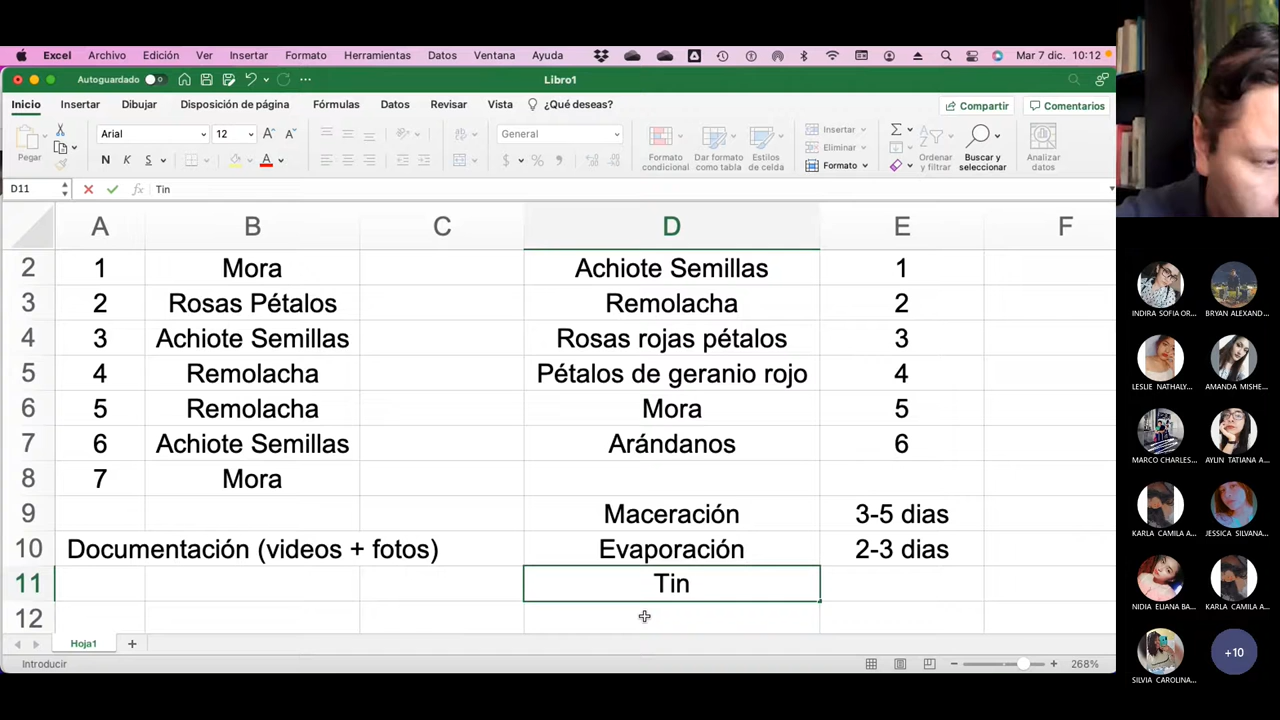 Excel Archivo Edición Ver Insertar Formato Herramientas Datos Ventana Ayuda Mar 7 dic. 10:12
Autoguardado Libro1
Inicio Insertar Dibujar Disposición de página Fórmulas Datos Revisar Vista ¿Qué deseas? Compartir Comentarios
Pegar Arial 12 N K S A General $ % Formato condicional Dar formato como tabla Estilos de celda Insertar Eliminar Formato Ordenar y filtrar Buscar y seleccionar Analizar datos
D11 fx Tin
A B C D E F
2 1 Mora Achiote Semillas 1
3 2 Rosas Pétalos Remolacha 2
4 3 Achiote Semillas Rosas rojas pétalos 3
5 4 Remolacha Pétalos de geranio rojo 4
6 5 Remolacha Mora 5
7 6 Achiote Semillas Arándanos 6
8 7 Mora
9 Maceración 3-5 dias
10 Documentación (videos + fotos) Evaporación 2-3 dias
11 Tin
12
Hoja1 +
Introducir 268%
INDIRA SOFIA OR... BRYAN ALEXAND...
LESLIE NATHALY... AMANDA MISHE...
MARCO CHARLES... AYLIN TATIANA A...
KARLA CAMILA A... JESSICA SILVANA...
NIDIA ELIANA BA... KARLA CAMILA A...
SILVIA CAROLINA... +10